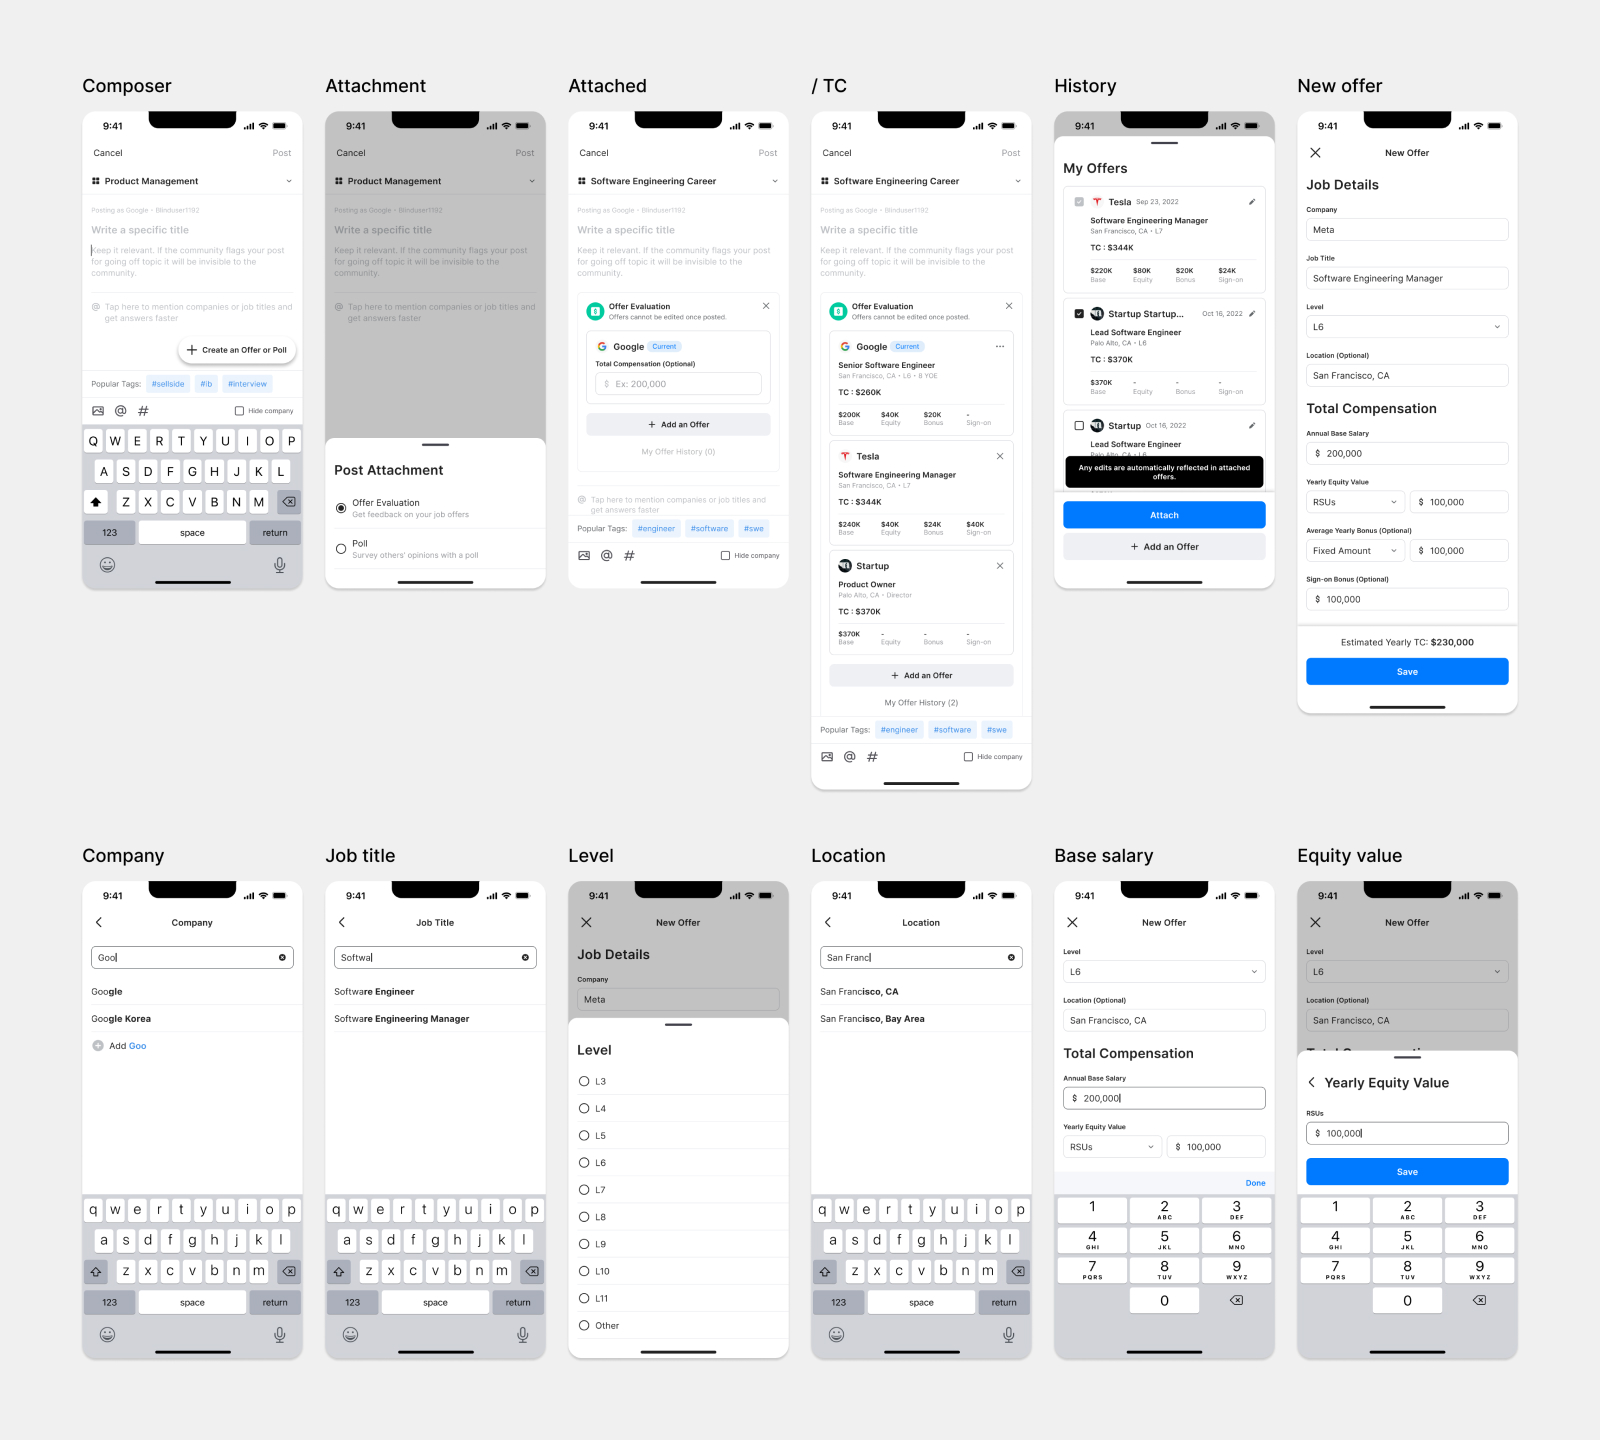 Composer
9:41
Cancel
Post
Product Management
Posting as Google • Blinduser1192
Write a specific title
Keep it relevant. If the community flags your post
for going off topic it will be invisible to the
community.
@ Tap here to mention companies or job titles and
get answers faster
+ Create an Offer or Poll
Popular Tags: #sellside #ib #interview
@ # Hide company
Q W E R T Y U I O P
A S D F G H J K L
Z X C V B N M
123 space return
Attachment
9:41
Cancel
Post
Product Management
Posting as Google • Blinduser1192
Write a specific title
Keep it relevant. If the community flags your post
for going off topic it will be invisible to the
community.
@ Tap here to mention companies or job titles and
get answers faster
Post Attachment
Offer Evaluation
Get feedback on your job offers
Poll
Survey others' opinions with a poll
Attached
9:41
Cancel
Post
Software Engineering Career
Posting as Google • Blinduser1192
Write a specific title
Keep it relevant. If the community flags your post
for going off topic it will be invisible to the
community.
Offer Evaluation
Offers cannot be edited once posted.
Google Current
Total Compensation (Optional)
$ Ex: 200,000
+ Add an Offer
My Offer History (0)
@ Tap here to mention companies or job titles and
get answers faster
Popular Tags: #engineer #software #swe
@ # Hide company
/ TC
9:41
Cancel
Post
Software Engineering Career
Posting as Google • Blinduser1192
Write a specific title
Keep it relevant. If the community flags your post
for going off topic it will be invisible to the
community.
Offer Evaluation
Offers cannot be edited once posted.
Google Current
Senior Software Engineer
San Francisco, CA • L6 • 8 YOE
TC : $260K
$200K $40K $20K -
Base Equity Bonus Sign-on
Tesla
Software Engineering Manager
San Francisco, CA • L7
TC : $344K
$240K $40K $24K $40K
Base Equity Bonus Sign-on
Startup
Product Owner
Palo Alto, CA • Director
TC : $370K
$370K - - -
Base Equity Bonus Sign-on
+ Add an Offer
My Offer History (2)
Popular Tags: #engineer #software #swe
@ # Hide company
History
9:41
My Offers
Tesla Sep 23, 2022
Software Engineering Manager
San Francisco, CA • L7
TC : $344K
$220K $80K $20K $24K
Base Equity Bonus Sign-on
Startup Startup... Oct 16, 2022
Lead Software Engineer
Palo Alto, CA • L6
TC : $370K
$370K - - -
Base Equity Bonus Sign-on
Startup Oct 16, 2022
Lead Software Engineer
Palo Alto, CA • L6
Any edits are automatically reflected in attached
offers.
Attach
+ Add an Offer
New offer
9:41
New Offer
Job Details
Company
Meta
Job Title
Software Engineering Manager
Level
L6
Location (Optional)
San Francisco, CA
Total Compensation
Annual Base Salary
$ 200,000
Yearly Equity Value
RSUs $ 100,000
Average Yearly Bonus (Optional)
Fixed Amount $ 100,000
Sign-on Bonus (Optional)
$ 100,000
Estimated Yearly TC: $230,000
Save
Company
9:41
Company
Goo
Google
Google Korea
Add Goo
q w e r t y u i o p
a s d f g h j k l
z x c v b n m
123 space return
Job title
9:41
Job Title
Softwa
Software Engineer
Software Engineering Manager
q w e r t y u i o p
a s d f g h j k l
z x c v b n m
123 space return
Level
9:41
New Offer
Job Details
Company
Meta
Level
L3
L4
L5
L6
L7
L8
L9
L10
L11
Other
Location
9:41
Location
San Franc
San Francisco, CA
San Francisco, Bay Area
q w e r t y u i o p
a s d f g h j k l
z x c v b n m
123 space return
Base salary
9:41
New Offer
Level
L6
Location (Optional)
San Francisco, CA
Total Compensation
Annual Base Salary
$ 200,000
Yearly Equity Value
RSUs $ 100,000
Done
1 2 3
ABC DEF
4 5 6
GHI JKL MNO
7 8 9
PQRS TUV WXYZ
0
Equity value
9:41
New Offer
Level
L6
Location (Optional)
San Francisco, CA
Yearly Equity Value
RSUs
$ 100,000
Save
1 2 3
ABC DEF
4 5 6
GHI JKL MNO
7 8 9
PQRS TUV WXYZ
0